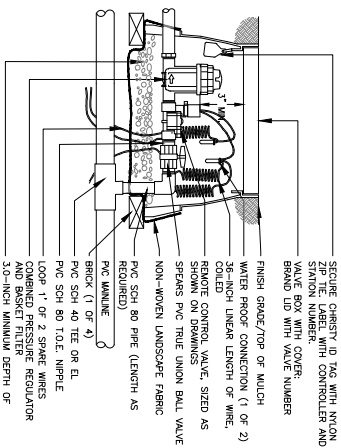 SECURE CHRISTY ID TAG WITH NYLON
ZIP TIE. LABEL WITH CONTROLLER AND
STATION NUMBER.
VALVE BOX WITH COVER:
BRAND LID WITH VALVE NUMBER
FINISH GRADE/TOP OF MULCH
WATER PROOF CONNECTION (1 OF 2)
36-INCH LINEAR LENGTH OF WIRE,
COILED
REMOTE CONTROL VALVE SIZED AS
SHOWN ON DRAWINGS
SPEARS PVC TRUE UNION BALL VALVE
NON-WOVEN LANDSCAPE FABRIC
PVC SCH 80 PIPE (LENGTH AS
REQUIRED)
PVC MAINLINE
BRICK (1 OF 4)
PVC SCH 40 TEE OR EL
PVC SCH 80 T.O.E. NIPPLE
LOOP 1' OF 2 SPARE WIRES
COMBINED PRESSURE REGULATOR
AND BASKET FILTER
3.0-INCH MINIMUM DEPTH OF
3" MIN